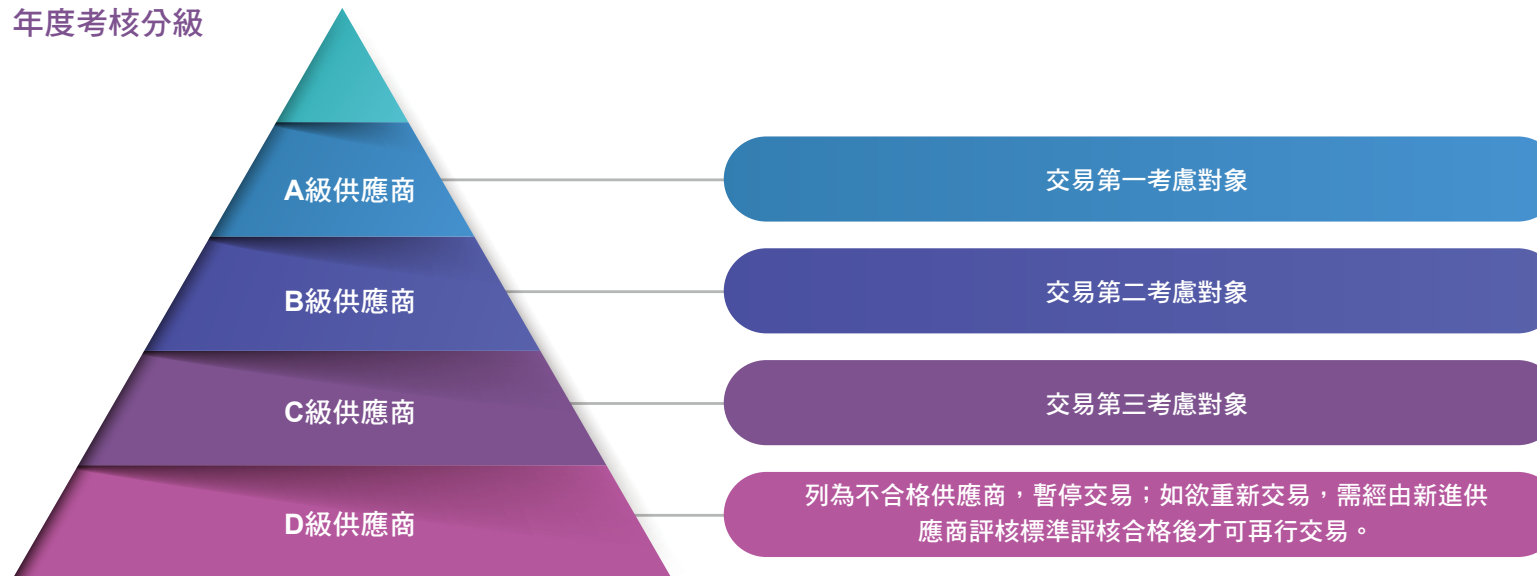 年度考核分級
A級供應商
交易第一考慮對象
B級供應商
交易第二考慮對象
C級供應商
交易第三考慮對象
D級供應商
列為不合格供應商，暫停交易；如欲重新交易，需經由新進供
應商評核標準評核合格後才可再行交易。